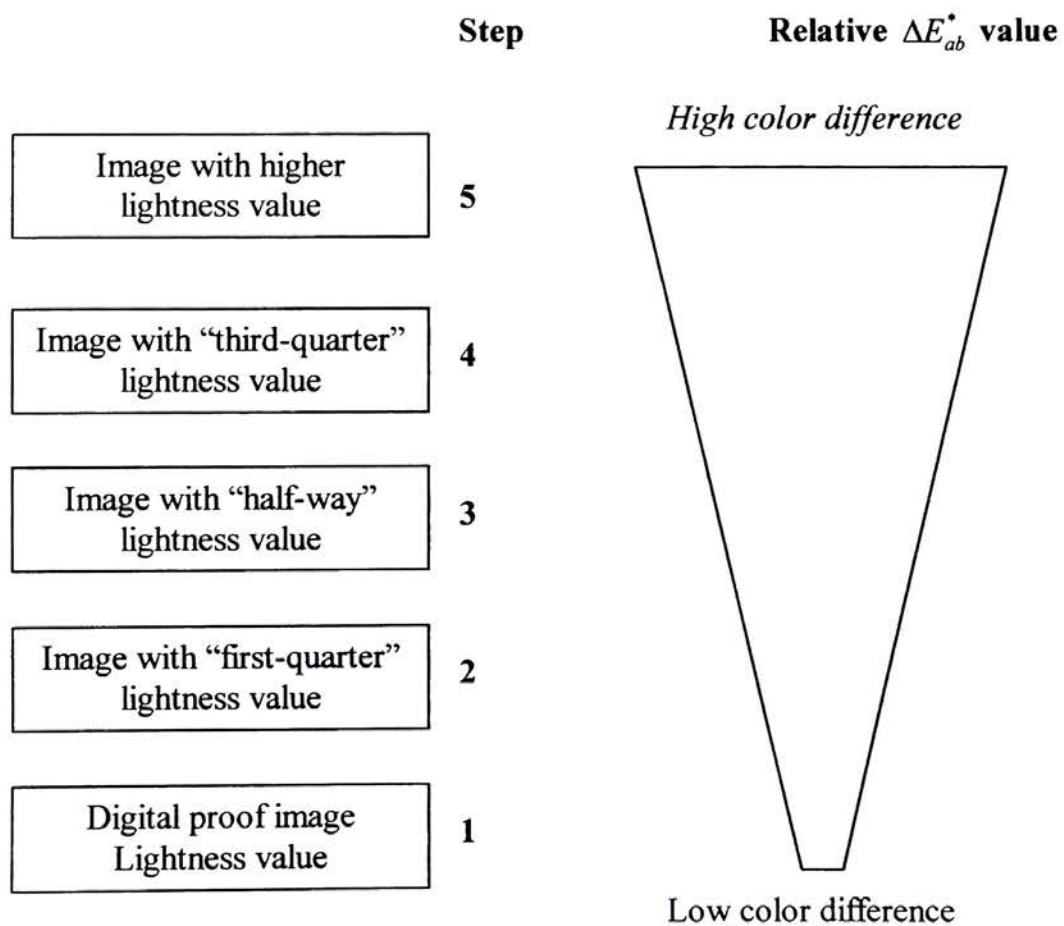 Step
Relative ΔE*ab value
High color difference
Image with higher
lightness value
5
Image with “third-quarter”
lightness value
4
Image with “half-way”
lightness value
3
Image with “first-quarter”
lightness value
2
Digital proof image
Lightness value
1
Low color difference